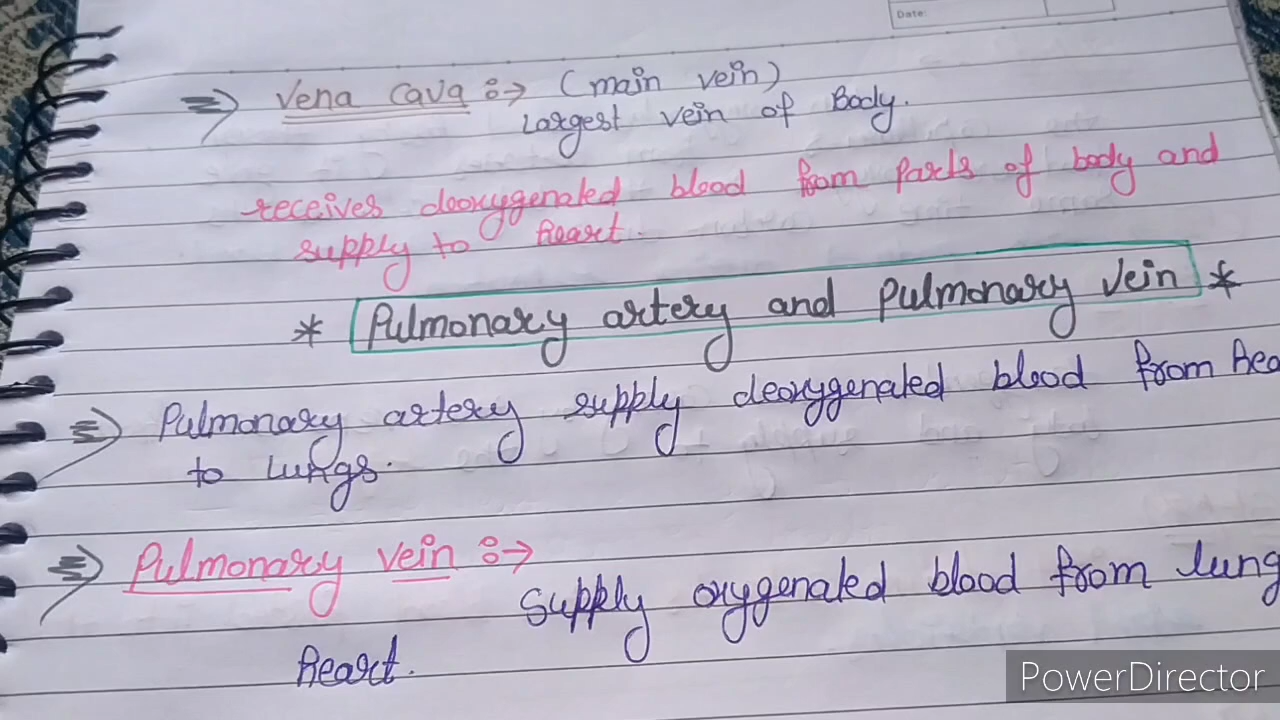 Date:
⇒ Vena cava :→ (main vein)
Largest vein of Body.
receives deoxygenated blood from parts of body and
supply to heart.
* Pulmonary artery and pulmonary vein *
⇒ Pulmonary artery supply deoxygenated blood from hea
to lungs.
⇒ Pulmonary vein :→
supply oxygenated blood from lung
heart.
PowerDirector